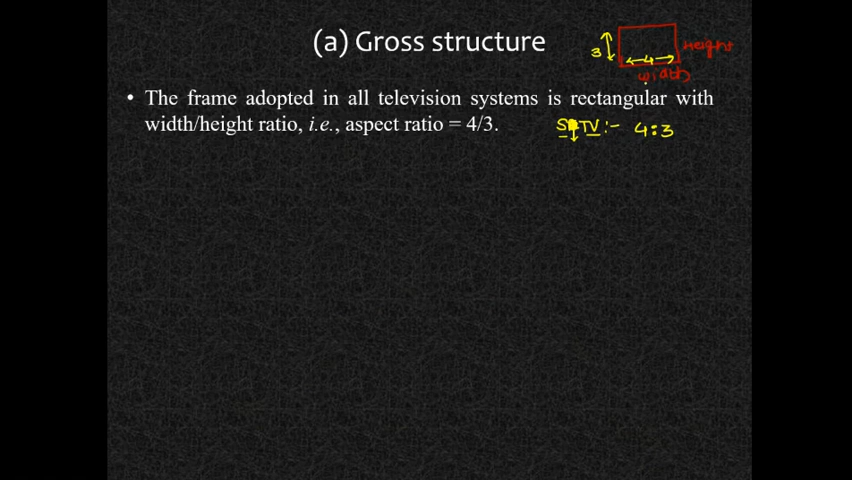 (a) Gross structure
3
4
Height
width
• The frame adopted in all television systems is rectangular with
width/height ratio, i.e., aspect ratio = 4/3.
TV :- 4:3